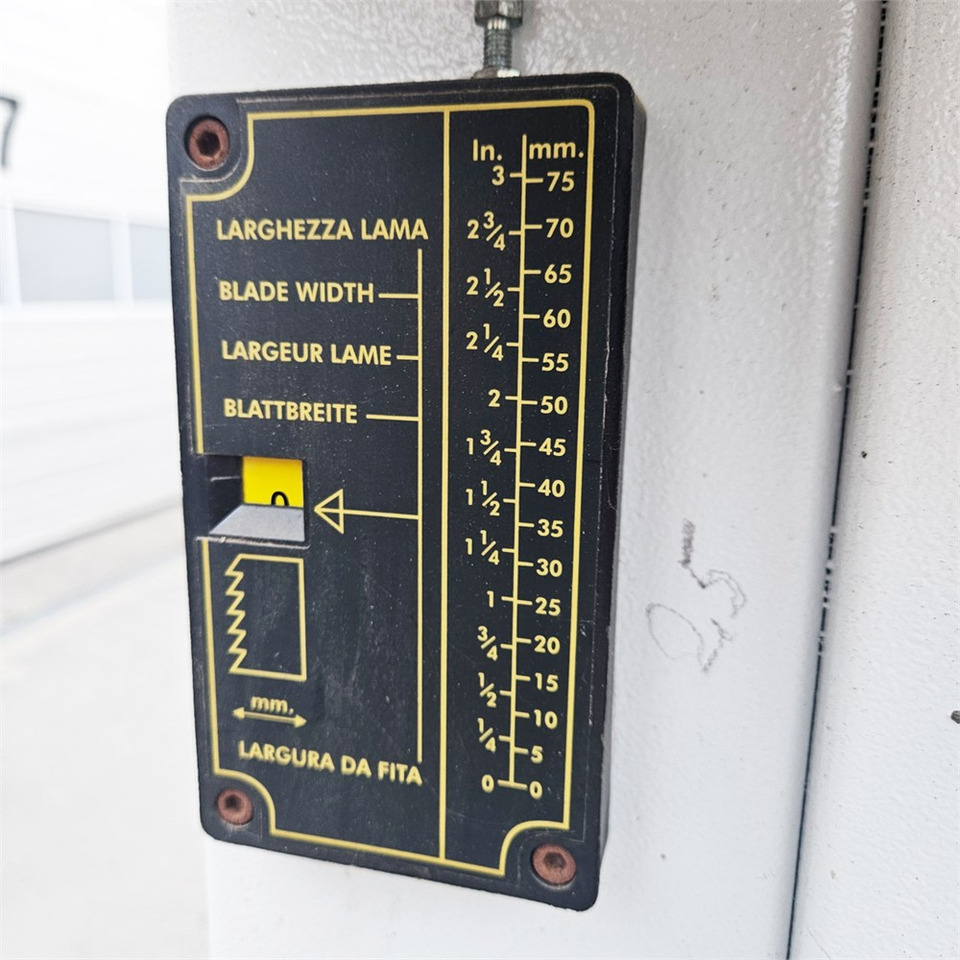 LARGHEZZA LAMA
BLADE WIDTH
LARGEUR LAME
BLATTBREITE
0
mm.
LARGURA DA FITA
In. mm.
3 75
2 3/4 70
65
2 1/2
60
2 1/4
55
2 50
1 3/4 45
40
1 1/2
35
1 1/4
30
1 25
3/4 20
15
1/2
10
1/4
5
0 0
25